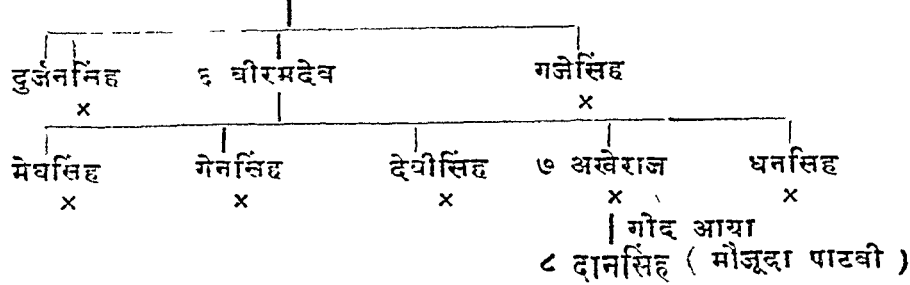 दुर्जनसिंह ६ वीरमदेव गजेसिंह
× ×
मेघसिंह गेनसिंह देवीसिंह ७ अखेराज धनसिह
× × × × ×
गोद आया
८ दानसिंह ( मौजूदा पाटवी )